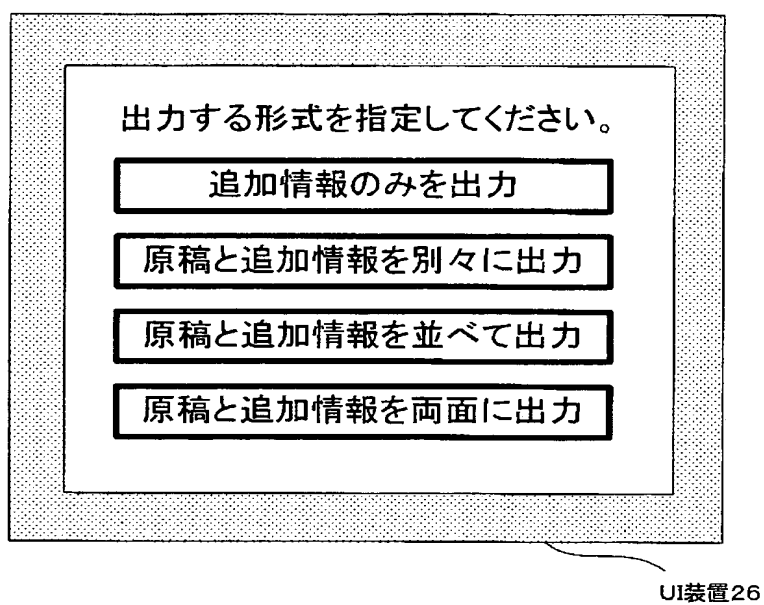 出力する形式を指定してください。
追加情報のみを出力
原稿と追加情報を別々に出力
原稿と追加情報を並べて出力
原稿と追加情報を両面に出力
UI装置26